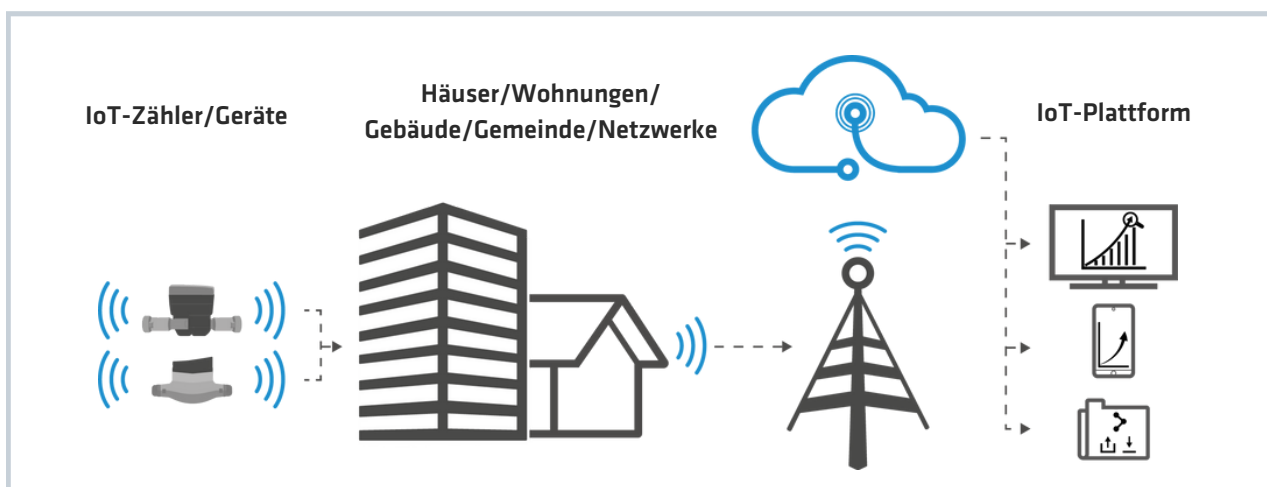 IoT-Zähler/Geräte
Häuser/Wohnungen/
Gebäude/Gemeinde/Netzwerke
IoT-Plattform